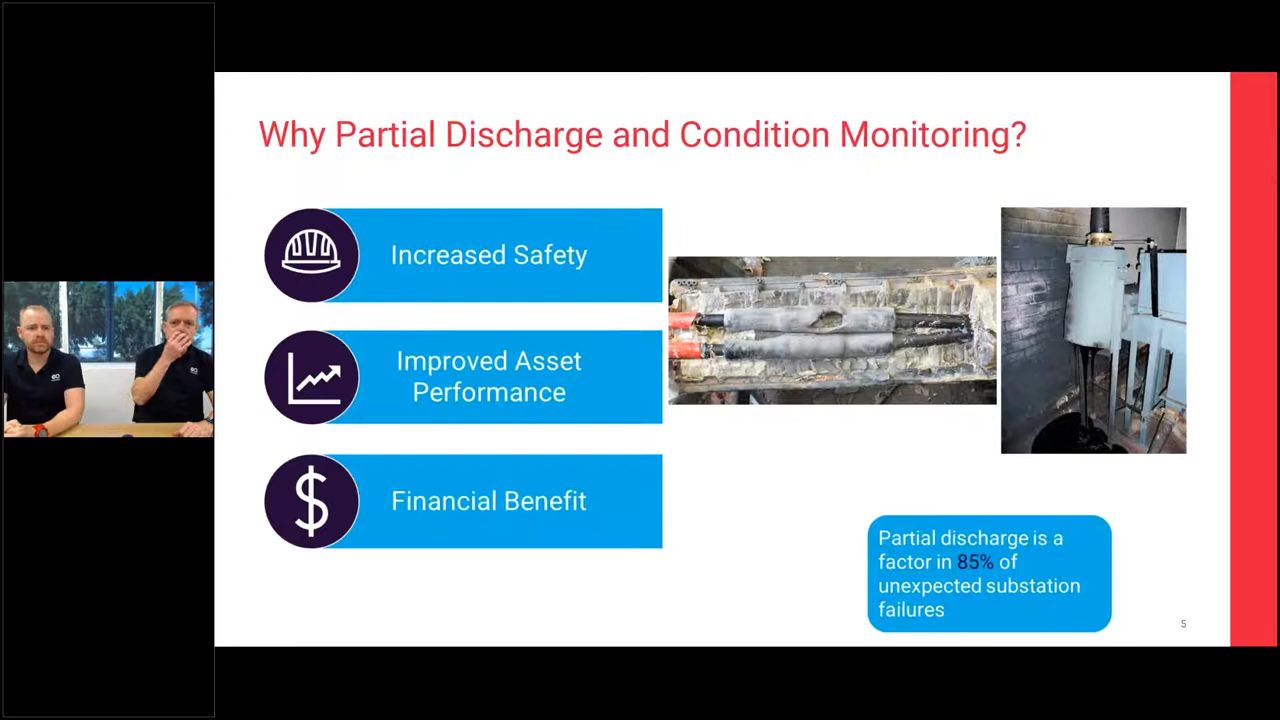 Why Partial Discharge and Condition Monitoring?
Increased Safety
Improved Asset
Performance
$
Financial Benefit
Partial discharge is a
factor in 85% of
unexpected substation
failures
5